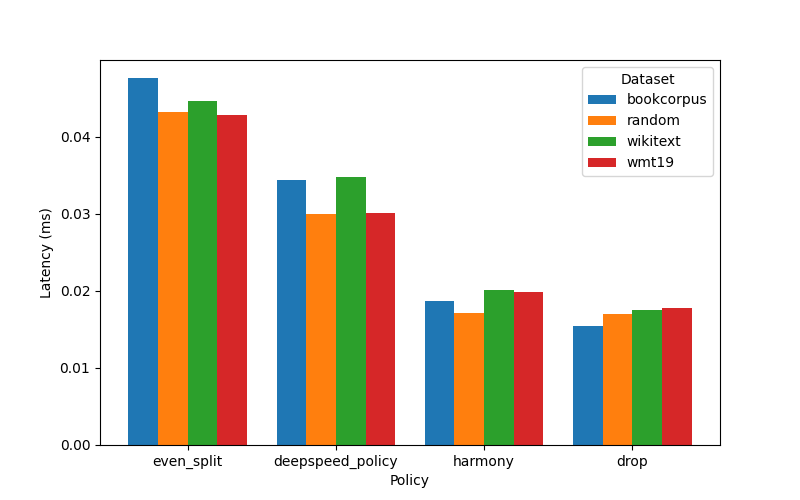 Dataset
bookcorpus
random
wikitext
wmt19
Latency (ms)
0.04
0.03
0.02
0.01
0.00
even_split
deepspeed_policy
harmony
drop
Policy